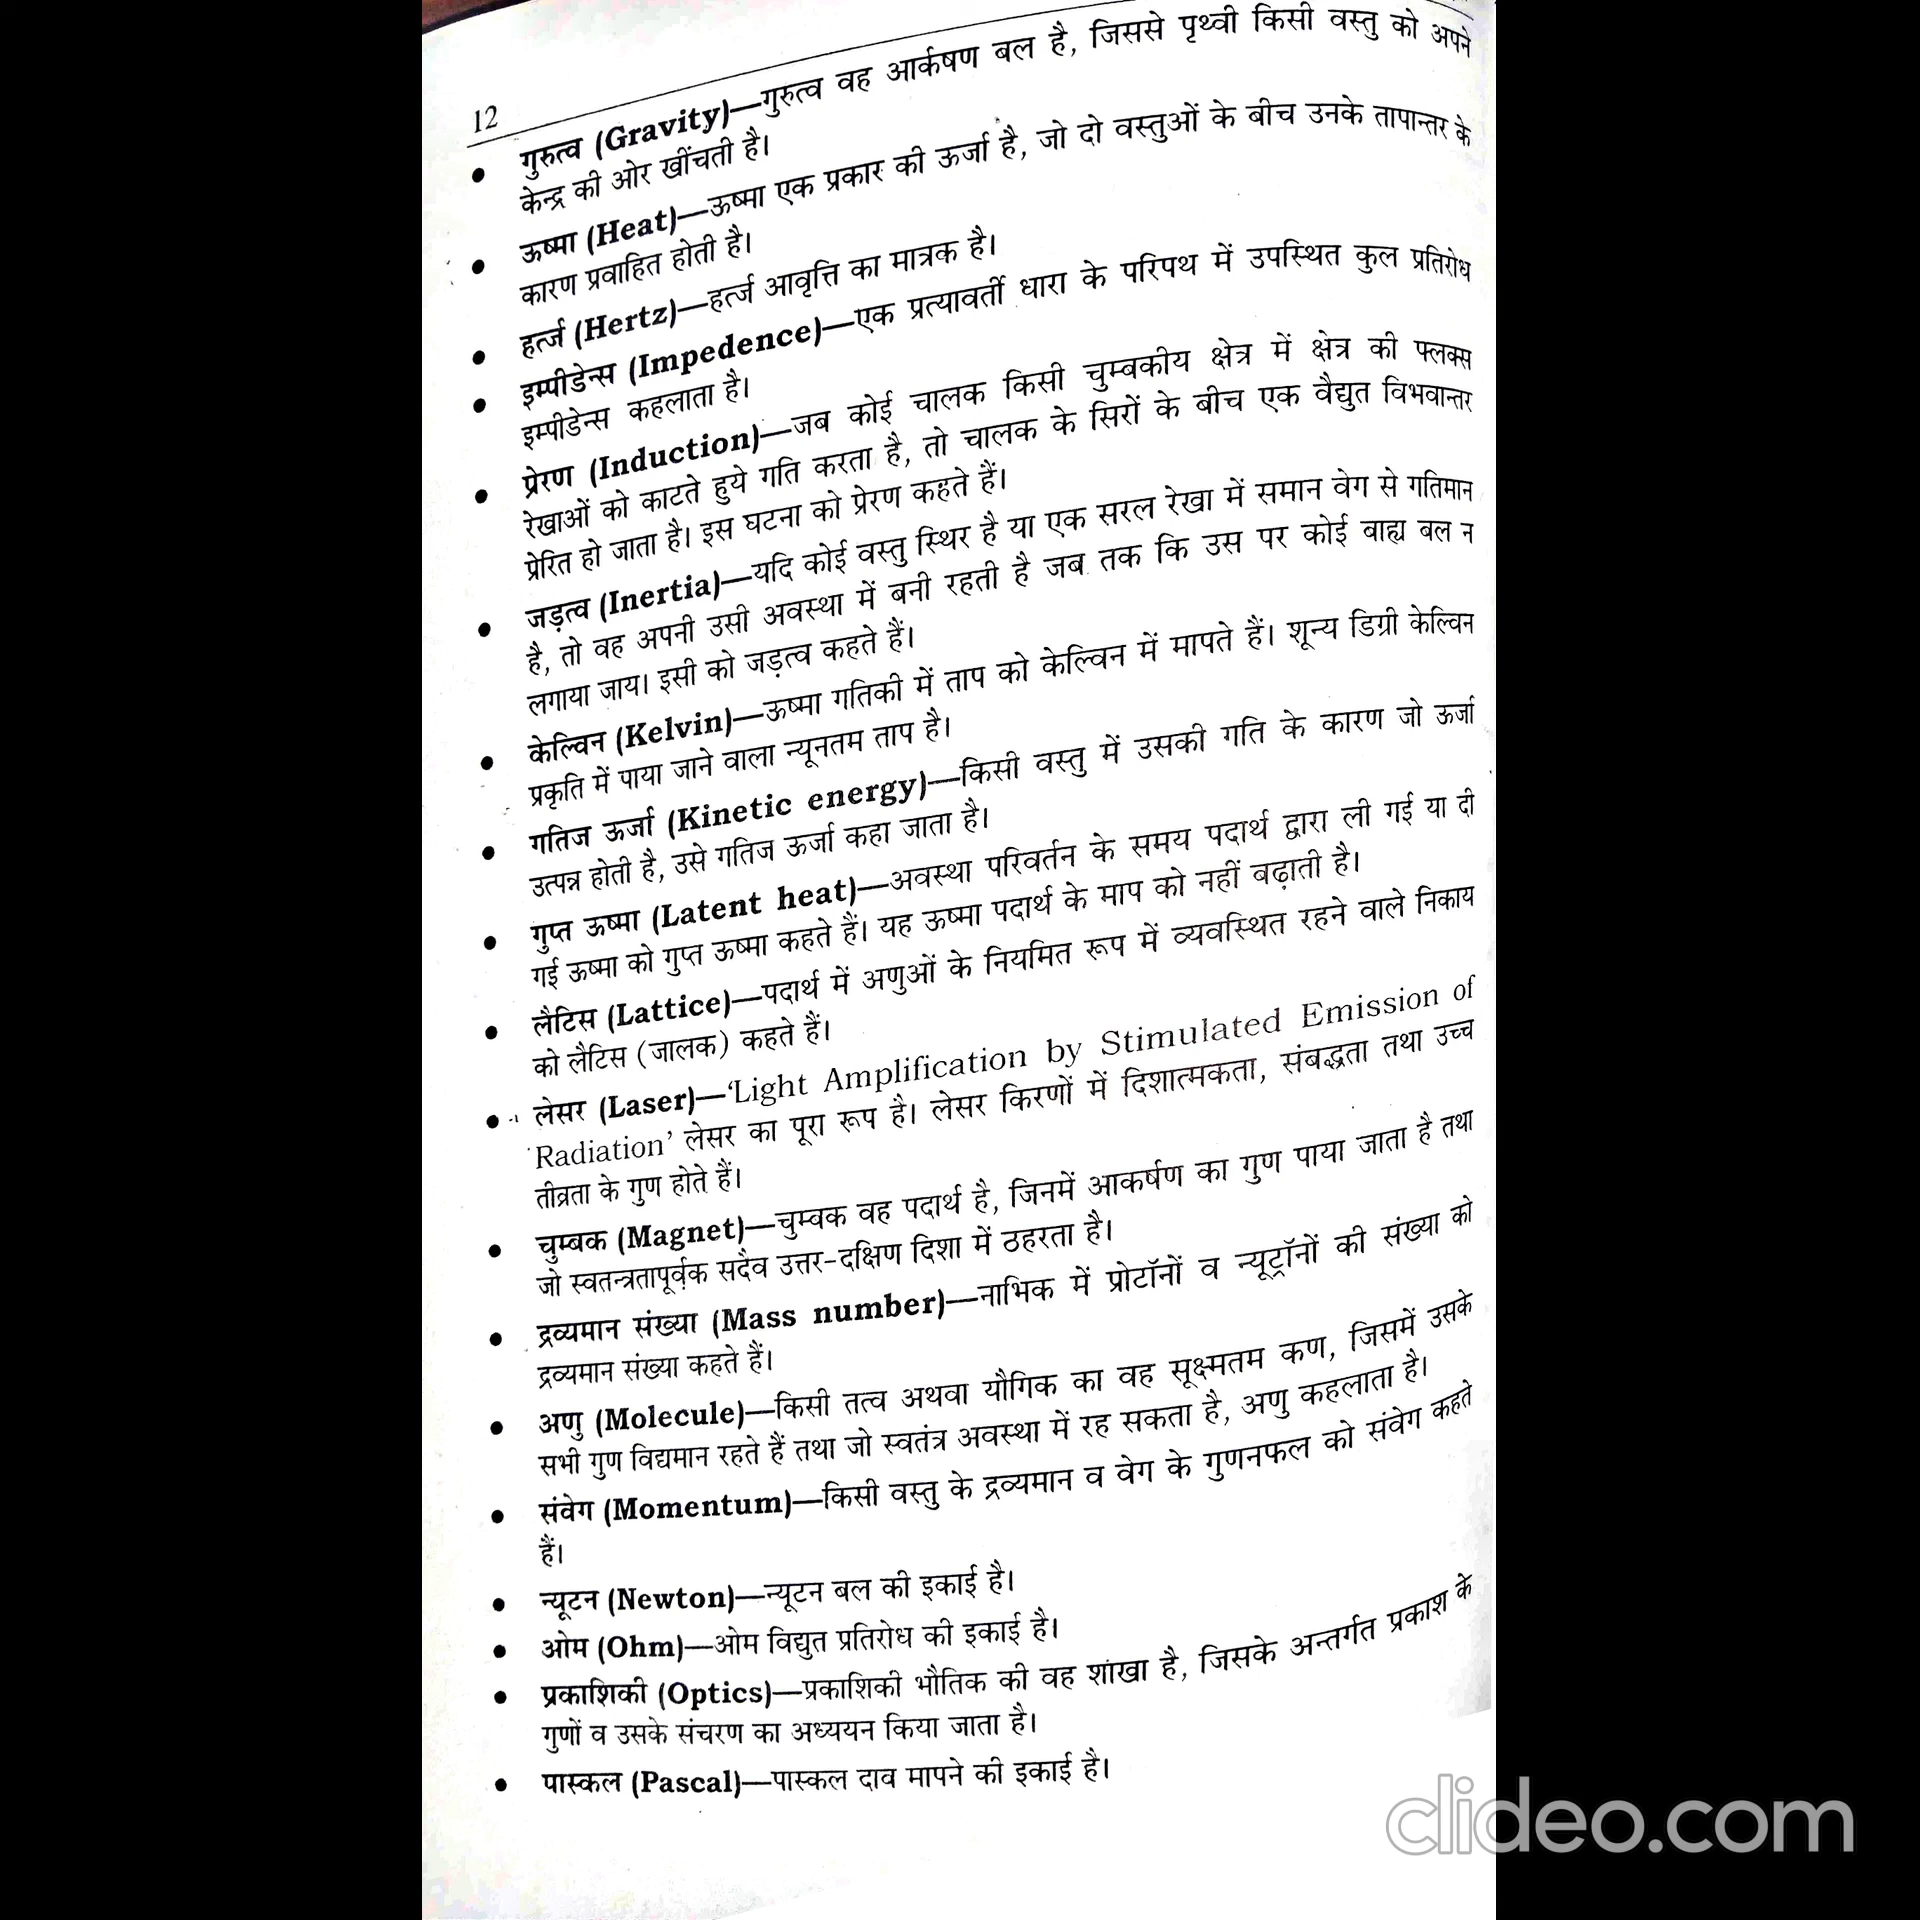 12
• गुरुत्व (Gravity)—गुरुत्व वह आर्कषण बल है, जिससे पृथ्वी किसी वस्तु को अपने
केन्द्र की ओर खींचती है।
• ऊष्मा (Heat)—ऊष्मा एक प्रकार की ऊर्जा है, जो दो वस्तुओं के बीच उनके तापान्तर के
कारण प्रवाहित होती है।
• हर्त्ज (Hertz)—हर्त्ज आवृत्ति का मात्रक है।
• इम्पीडेन्स (Impedence)—एक प्रत्यावर्ती धारा के परिपथ में उपस्थित कुल प्रतिरोध
इम्पीडेन्स कहलाता है।
• प्रेरण (Induction)—जब कोई चालक किसी चुम्बकीय क्षेत्र में क्षेत्र की फ्लक्स
रेखाओं को काटते हुये गति करता है, तो चालक के सिरों के बीच एक वैद्युत विभवान्तर
प्रेरित हो जाता है। इस घटना को प्रेरण कहते हैं।
• जड़त्व (Inertia)—यदि कोई वस्तु स्थिर है या एक सरल रेखा में समान वेग से गतिमान
है, तो वह अपनी उसी अवस्था में बनी रहती है जब तक कि उस पर कोई बाह्य बल न
लगाया जाय। इसी को जड़त्व कहते हैं।
• केल्विन (Kelvin)—ऊष्मा गतिकी में ताप को केल्विन में मापते हैं। शून्य डिग्री केल्विन
प्रकृति में पाया जाने वाला न्यूनतम ताप है।
• गतिज ऊर्जा (Kinetic energy)—किसी वस्तु में उसकी गति के कारण जो ऊर्जा
उत्पन्न होती है, उसे गतिज ऊर्जा कहा जाता है।
• गुप्त ऊष्मा (Latent heat)—अवस्था परिवर्तन के समय पदार्थ द्वारा ली गई या दी
गई ऊष्मा को गुप्त ऊष्मा कहते हैं। यह ऊष्मा पदार्थ के माप को नहीं बढ़ाती है।
• लैटिस (Lattice)—पदार्थ में अणुओं के नियमित रूप में व्यवस्थित रहने वाले निकाय
को लैटिस (जालक) कहते हैं।
• लेसर (Laser)—‘Light Amplification by Stimulated Emission of
Radiation’ लेसर का पूरा रूप है। लेसर किरणों में दिशात्मकता, संबद्धता तथा उच्च
तीव्रता के गुण होते हैं।
• चुम्बक (Magnet)—चुम्बक वह पदार्थ है, जिनमें आकर्षण का गुण पाया जाता है तथा
जो स्वतन्त्रतापूर्वक सदैव उत्तर-दक्षिण दिशा में ठहरता है।
• द्रव्यमान संख्या (Mass number)—नाभिक में प्रोटॉनों व न्यूट्रॉनों की संख्या को
द्रव्यमान संख्या कहते हैं।
• अणु (Molecule)—किसी तत्व अथवा यौगिक का वह सूक्ष्मतम कण, जिसमें उसके
सभी गुण विद्यमान रहते हैं तथा जो स्वतंत्र अवस्था में रह सकता है, अणु कहलाता है।
• संवेग (Momentum)—किसी वस्तु के द्रव्यमान व वेग के गुणनफल को संवेग कहते
हैं।
• न्यूटन (Newton)—न्यूटन बल की इकाई है।
• ओम (Ohm)—ओम विद्युत प्रतिरोध की इकाई है।
• प्रकाशिकी (Optics)—प्रकाशिकी भौतिक की वह शांखा है, जिसके अन्तर्गत प्रकाश के
गुणों व उसके संचरण का अध्ययन किया जाता है।
• पास्कल (Pascal)—पास्कल दाव मापने की इकाई है।
clideo.com